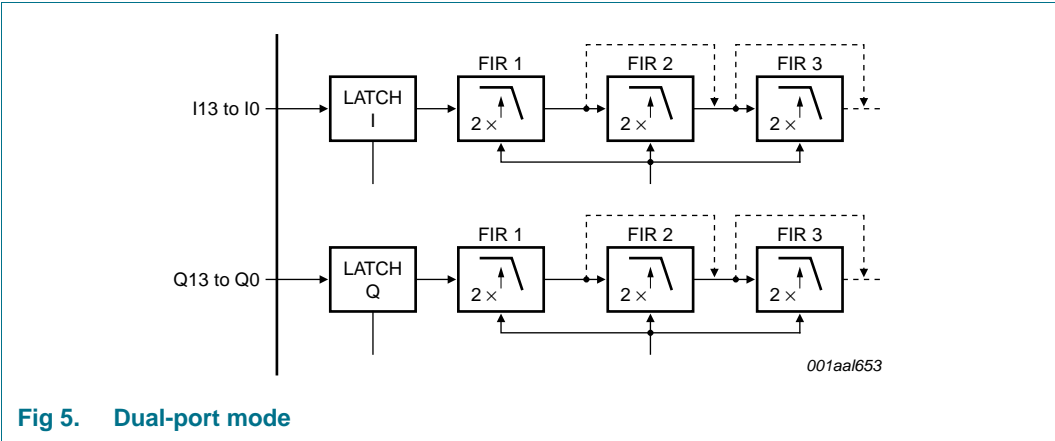 FIR 1
FIR 2
FIR 3
I13 to I0
LATCH
I
2 ×
2 ×
2 ×
FIR 1
FIR 2
FIR 3
Q13 to Q0
LATCH
Q
2 ×
2 ×
2 ×
001aal653
Fig 5. Dual-port mode